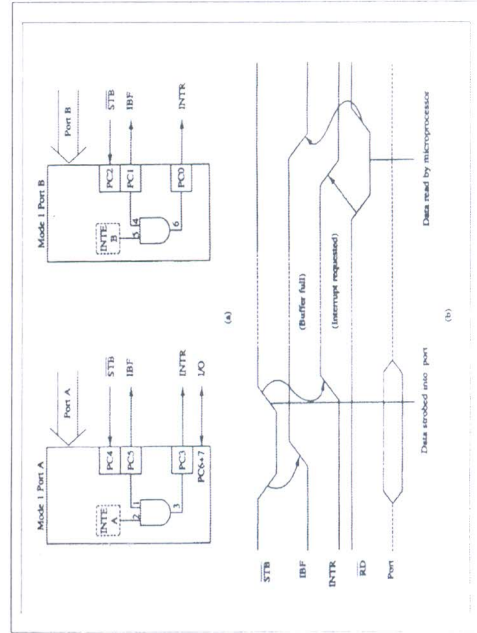 Mode 1 Port A
Port A
INTE
A
PC4
STB
PC5
IBF
1
2
3
PC3
INTR
PC6+7
I/O
Mode 1 Port B
Port B
INTE
B
PC2
STB
PC1
IBF
4
5
6
PC0
INTR
(a)
STB
IBF
(Buffer full)
INTR
(Interrupt requested)
RD
Port
Data strobed into port
Data read by microprocessor
(b)